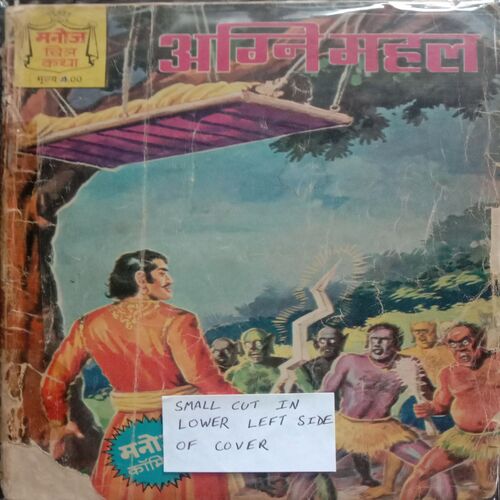 मनोज
चित्र
कथा
मूल्य 4.00
अग्निमहल
SMALL CUT IN
LOWER LEFT SIDE
OF COVER
मनोज